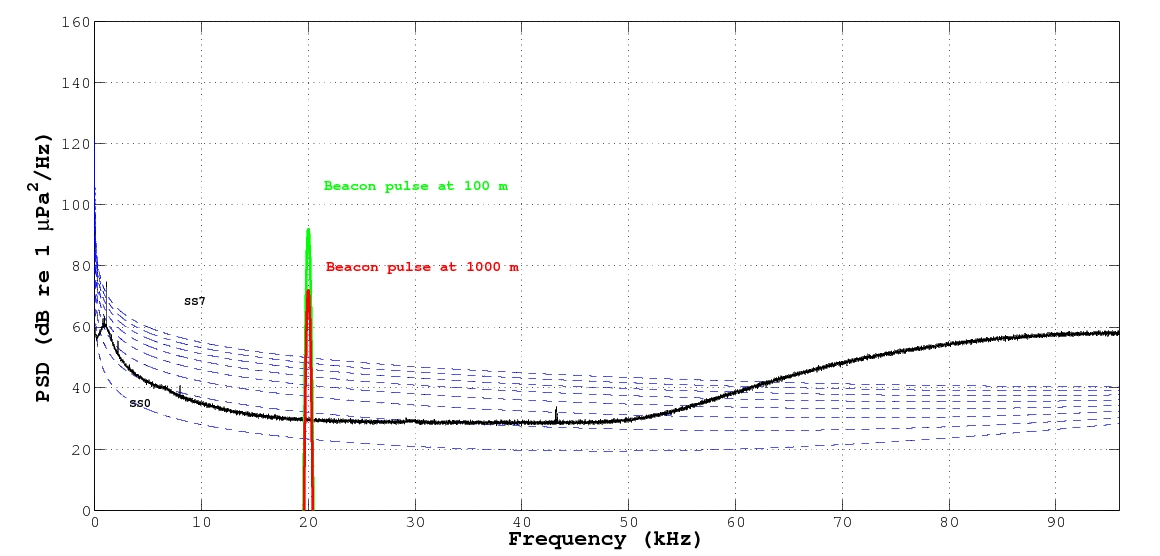 160
140
120
100
80
60
40
20
0
PSD (dB re 1 μPa²/Hz)
Beacon pulse at 100 m
Beacon pulse at 1000 m
ss7
ss0
0 10 20 30 40 50 60 70 80 90
Frequency (kHz)